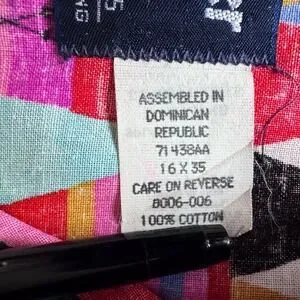 ASSEMBLED IN
DOMINICAN
REPUBLIC
71438AA
16 X 35
CARE ON REVERSE
8006-006
100% COTTON